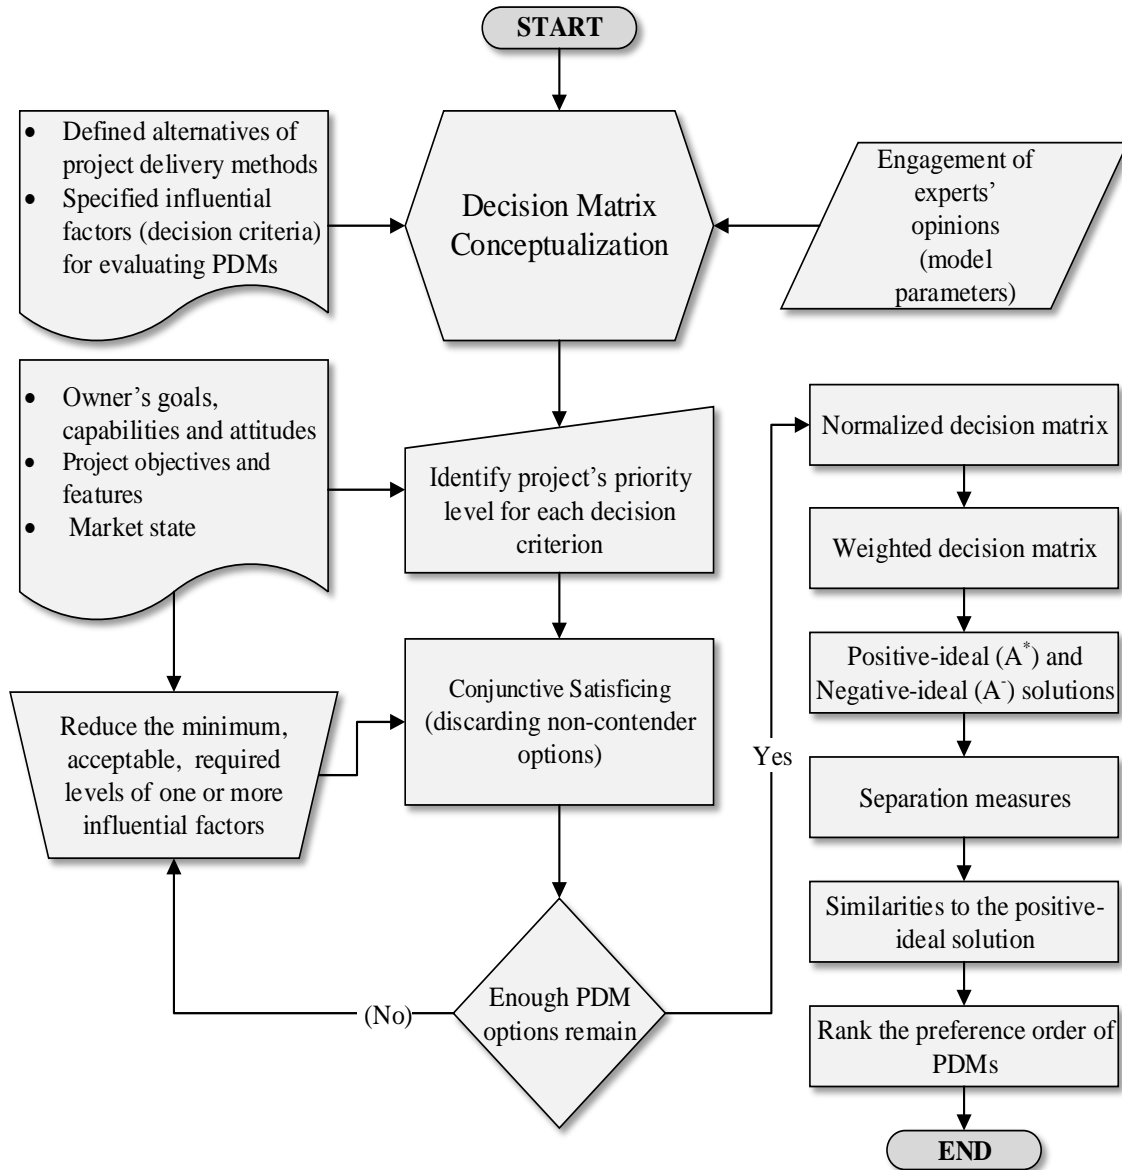 START
• Defined alternatives of
project delivery methods
• Specified influential
factors (decision criteria)
for evaluating PDMs
Decision Matrix
Conceptualization
Engagement of
experts’
opinions
(model
parameters)
• Owner’s goals,
capabilities and attitudes
• Project objectives and
features
• Market state
Identify project’s priority
level for each decision
criterion
Conjunctive Satisficing
(discarding non-contender
options)
Reduce the minimum,
acceptable, required
levels of one or more
influential factors
Enough PDM
options remain
(No)
Yes
Normalized decision matrix
Weighted decision matrix
Positive-ideal (A*) and
Negative-ideal (A-) solutions
Separation measures
Similarities to the positive-
ideal solution
Rank the preference order of
PDMs
END